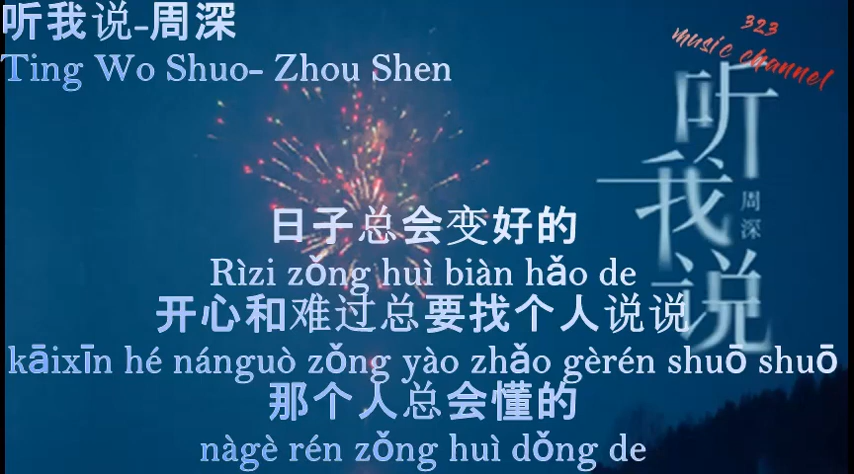 听我说-周深
Ting Wo Shuo- Zhou Shen
323
music channel
听我说
周深
日子总会变好的
Rìzi zǒng huì biàn hǎo de
开心和难过总要找个人说说
kāixīn hé nánguò zǒng yào zhǎo gèrén shuō shuō
那个人总会懂的
nàgè rén zǒng huì dǒng de